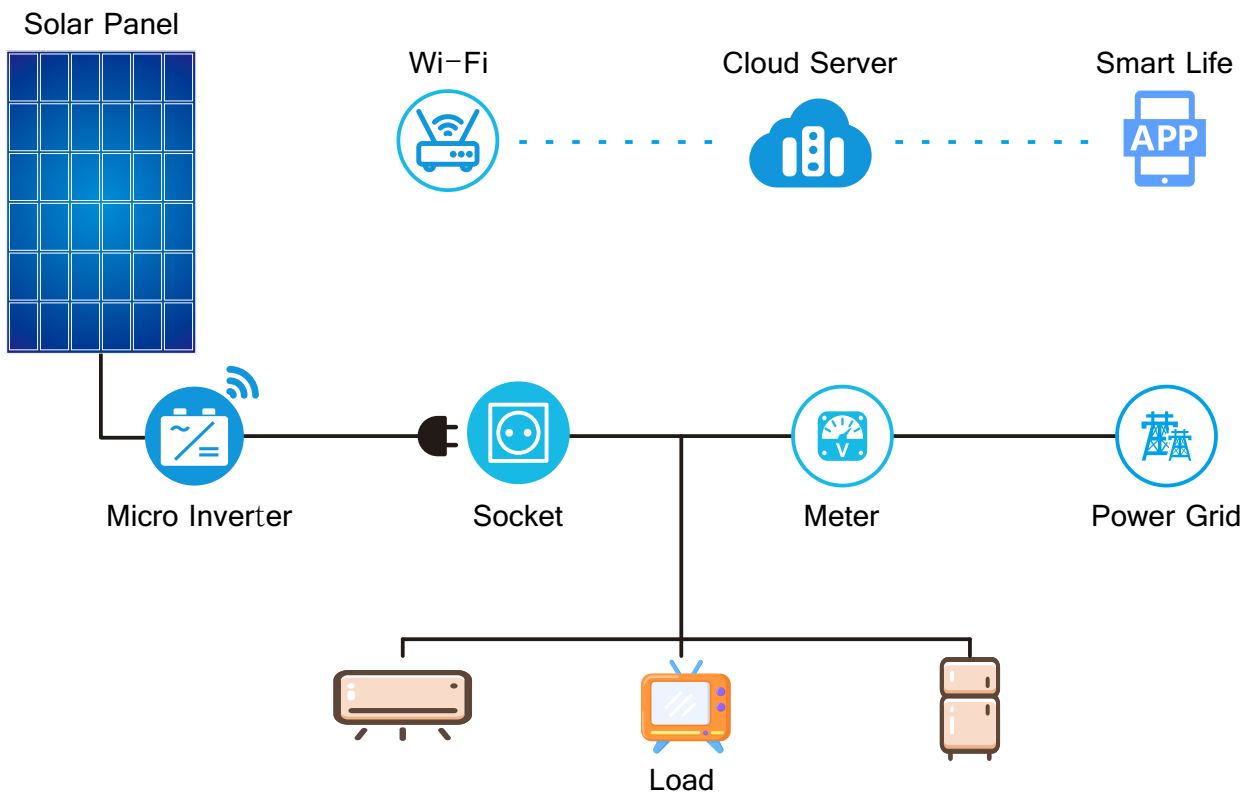 Solar Panel
Wi-Fi
Cloud Server
Smart Life
APP
Micro Inverter
Socket
V
Meter
Power Grid
Load